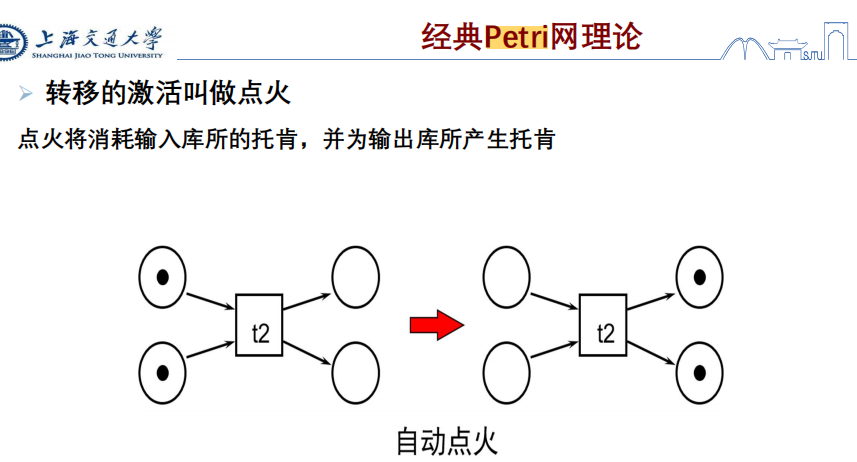 上海交通大学
SHANGHAI JIAO TONG UNIVERSITY
经典Petri网理论
SJTU
转移的激活叫做点火
点火将消耗输入库所的托肯，并为输出库所产生托肯
t2
t2
自动点火